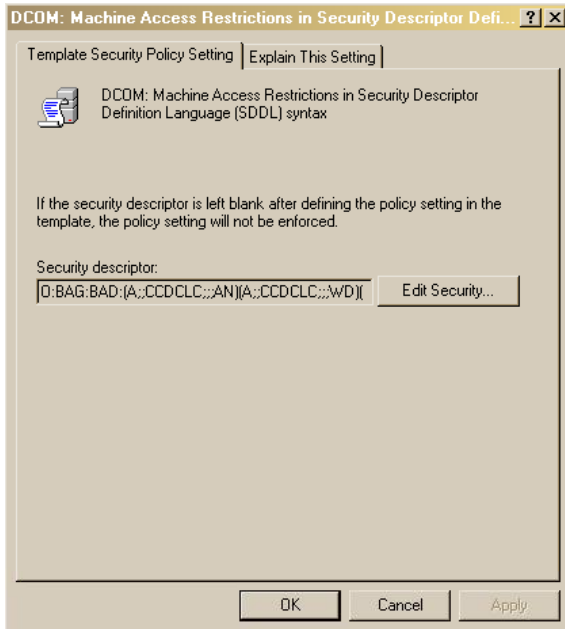 DCOM: Machine Access Restrictions in Security Descriptor Defi...
Template Security Policy Setting
Explain This Setting
DCOM: Machine Access Restrictions in Security Descriptor
Definition Language (SDDL) syntax
If the security descriptor is left blank after defining the policy setting in the
template, the policy setting will not be enforced.
Security descriptor:
O:BAG:BAD:(A;;CCDCLC;;;AN)(A;;CCDCLC;;;WD)(
Edit Security...
OK
Cancel
Apply